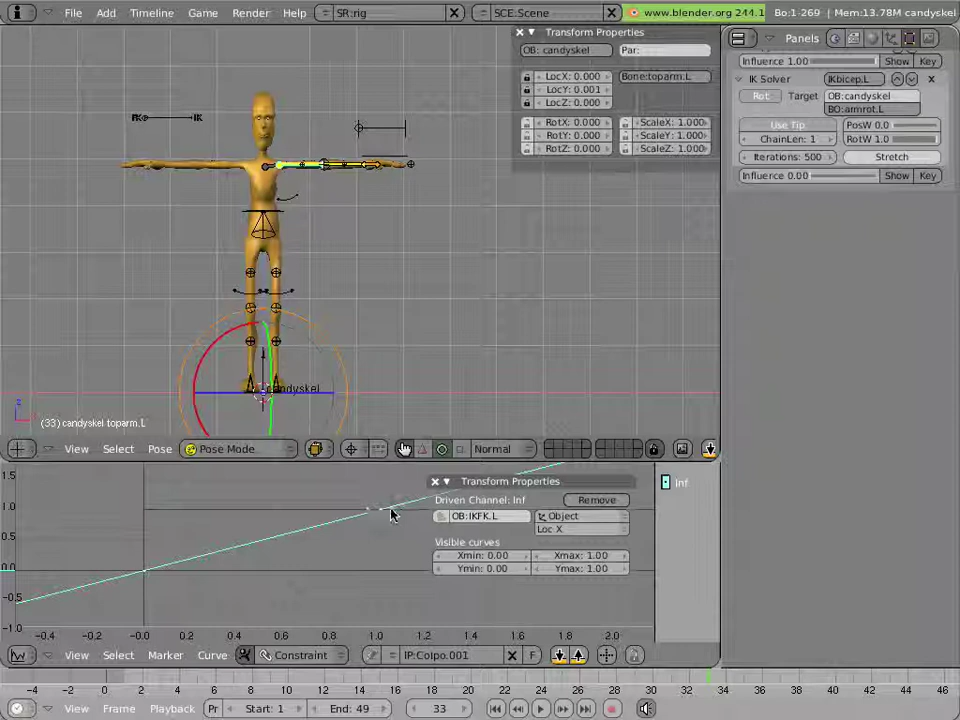 File Add Timeline Game Render Help SR:rig SCE:Scene www.blender.org 244.1 Bo:1-269 | Mem:13.78M candyskel
Transform Properties
OB: candyskel Par:
LocX: 0.000 Bone:toparm.L
LocY: 0.001
LocZ: 0.000
RotX: 0.000 ScaleX: 1.000
RotY: 0.000 ScaleY: 1.000
RotZ: 0.000 ScaleZ: 1.000
FK IK
candyskel
(33) candyskel toparm.L
View Select Pose Pose Mode Normal
Panels
Influence 1.00 Show Key
IK Solver IKbicep.L
Rot Target OB:candyskel
BO:armrot.L
Use Tip PosW 0.0
ChainLen: 1 RotW 1.0
Iterations: 500 Stretch
Influence 0.00 Show Key
1.5
1.0
0.5
0.0
-0.5
-1.0
-0.4 -0.2 -0.0 0.2 0.4 0.6 0.8 1.0 1.2 1.4 1.6 1.8 2.0
Transform Properties
Driven Channel: Inf Remove
OB:IKFK.L Object
Loc X
Visible curves
Xmin: 0.00 Xmax: 1.00
Ymin: 0.00 Ymax: 1.00
Inf
View Select Marker Curve Constraint IP:Colpo.001 F
-4 -2 0 2 4 6 8 10 12 14 16 18 20 22 24 26 28 30 32 34 36 38 40 42 44 46
View Frame Playback Pr Start: 1 End: 49 33